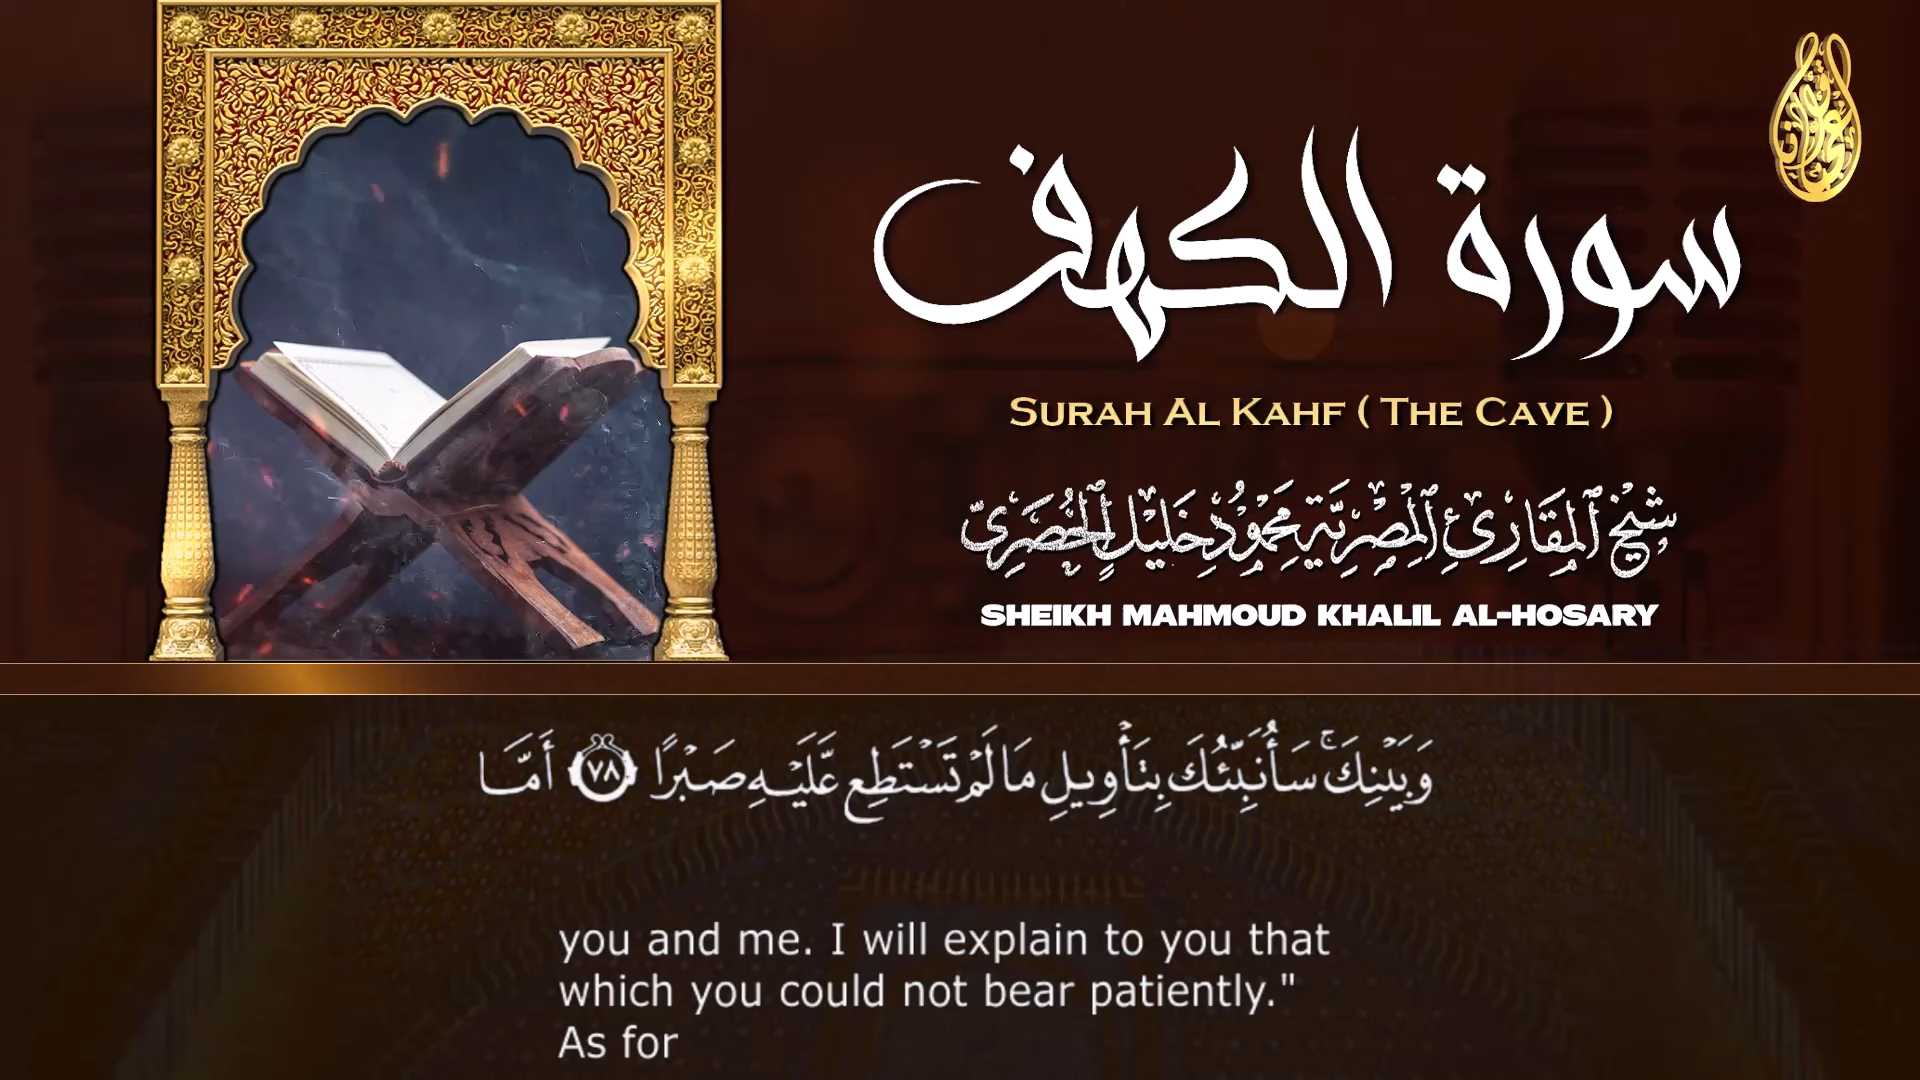 سورة الكهف
SURAH AL KAHF ( THE CAVE )
شيخ المقارئ المصرية محمود خليل الحصري
SHEIKH MAHMOUD KHALIL AL-HOSARY
وَبَيْنِكَ ۚ سَأُنَبِّئُكَ بِتَأْوِيلِ مَا لَمْ تَسْتَطِع عَّلَيْهِ صَبْرًا ٧٨ أَمَّا
you and me. I will explain to you that
which you could not bear patiently."
As for